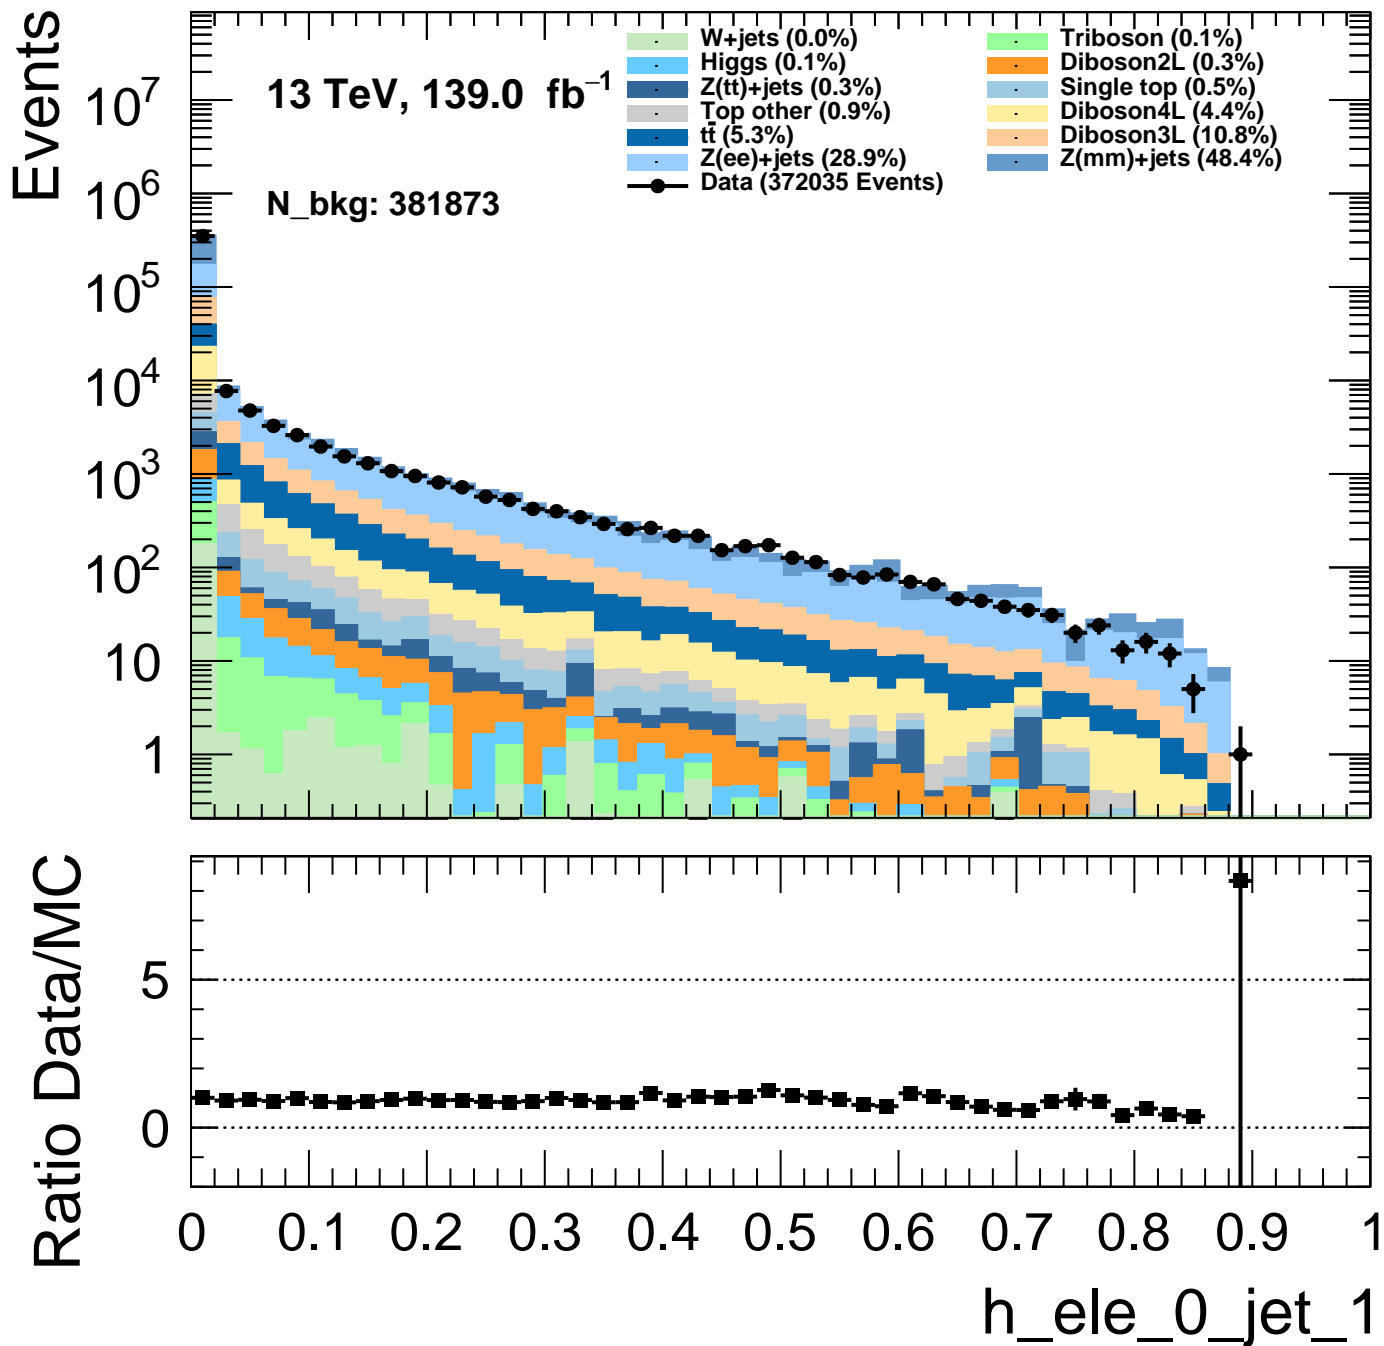 Events
10⁷
10⁶
10⁵
10⁴
10³
10²
10
1
13 TeV, 139.0 fb⁻¹
N_bkg: 381873
W+jets (0.0%)
Higgs (0.1%)
Z(tt)+jets (0.3%)
Top other (0.9%)
tt̄ (5.3%)
Z(ee)+jets (28.9%)
Data (372035 Events)
Triboson (0.1%)
Diboson2L (0.3%)
Single top (0.5%)
Diboson4L (4.4%)
Diboson3L (10.8%)
Z(mm)+jets (48.4%)
Ratio Data/MC
5
0
0 0.1 0.2 0.3 0.4 0.5 0.6 0.7 0.8 0.9 1
h_ele_0_jet_1